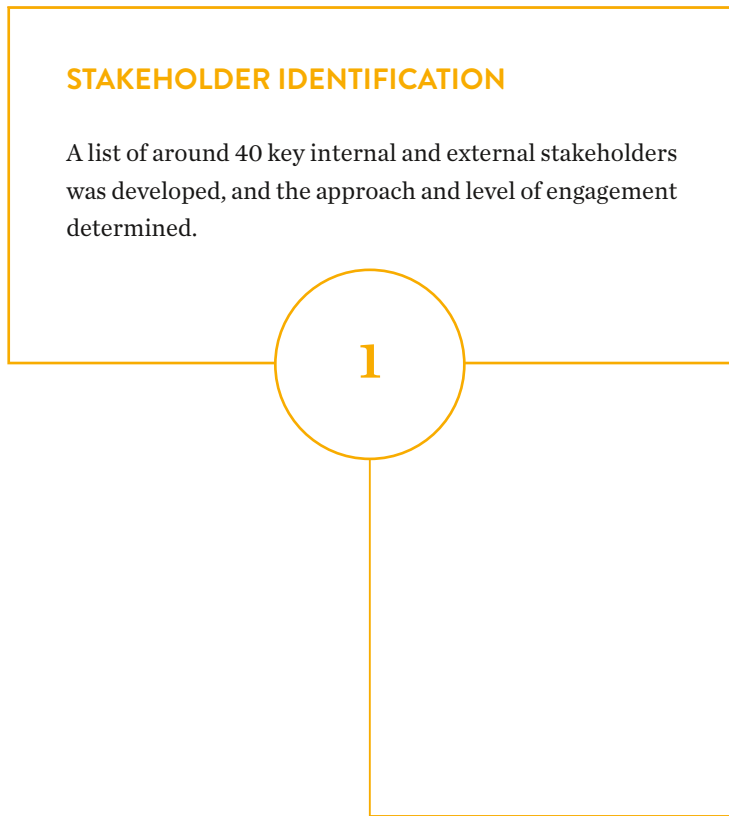 STAKEHOLDER IDENTIFICATION
A list of around 40 key internal and external stakeholders
was developed, and the approach and level of engagement
determined.
1